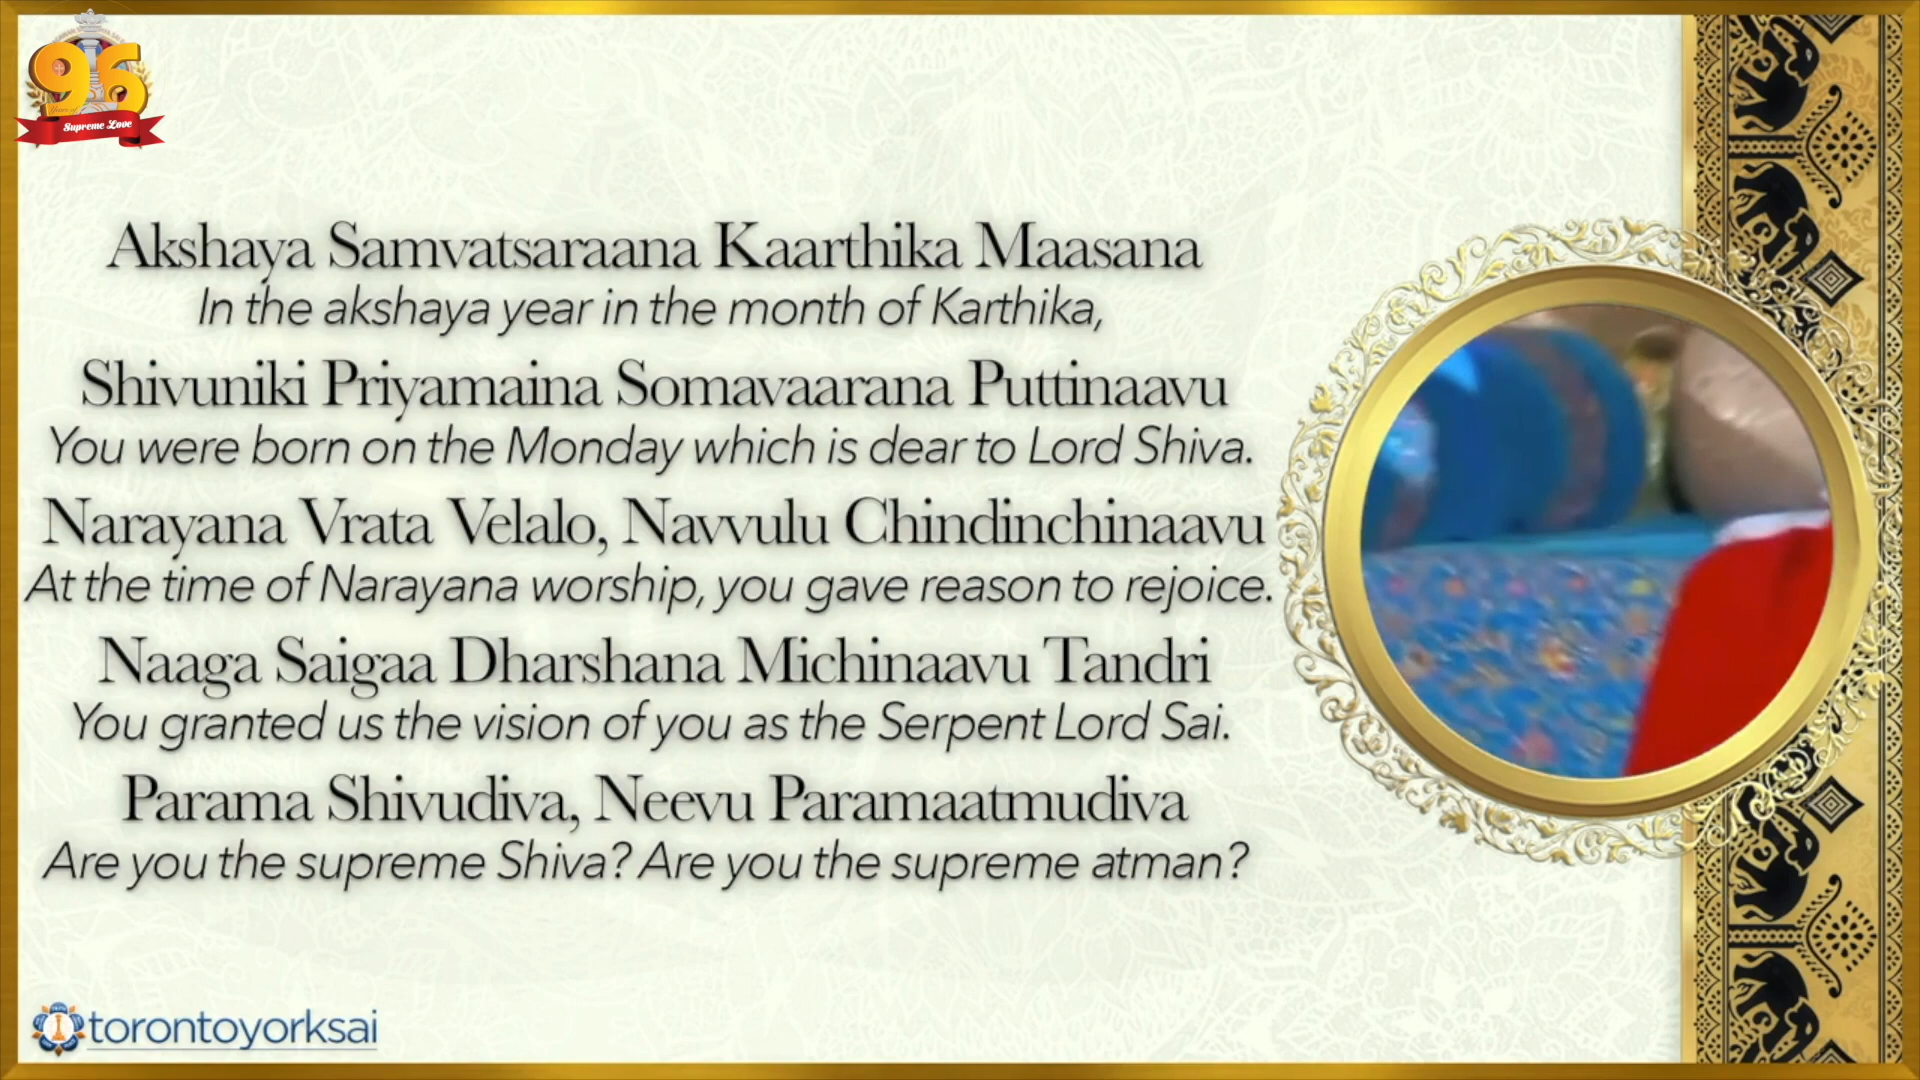 96
Years of
Supreme Love
Akshaya Samvatsaraana Kaarthika Maasana
In the akshaya year in the month of Karthika,
Shivuniki Priyamaina Somavaarana Puttinaavu
You were born on the Monday which is dear to Lord Shiva.
Narayana Vrata Velalo, Navvulu Chindinchinaavu
At the time of Narayana worship, you gave reason to rejoice.
Naaga Saigaa Dharshana Michinaavu Tandri
You granted us the vision of you as the Serpent Lord Sai.
Parama Shivudiva, Neevu Paramaatmudiva
Are you the supreme Shiva? Are you the supreme atman?
torontoyorksai